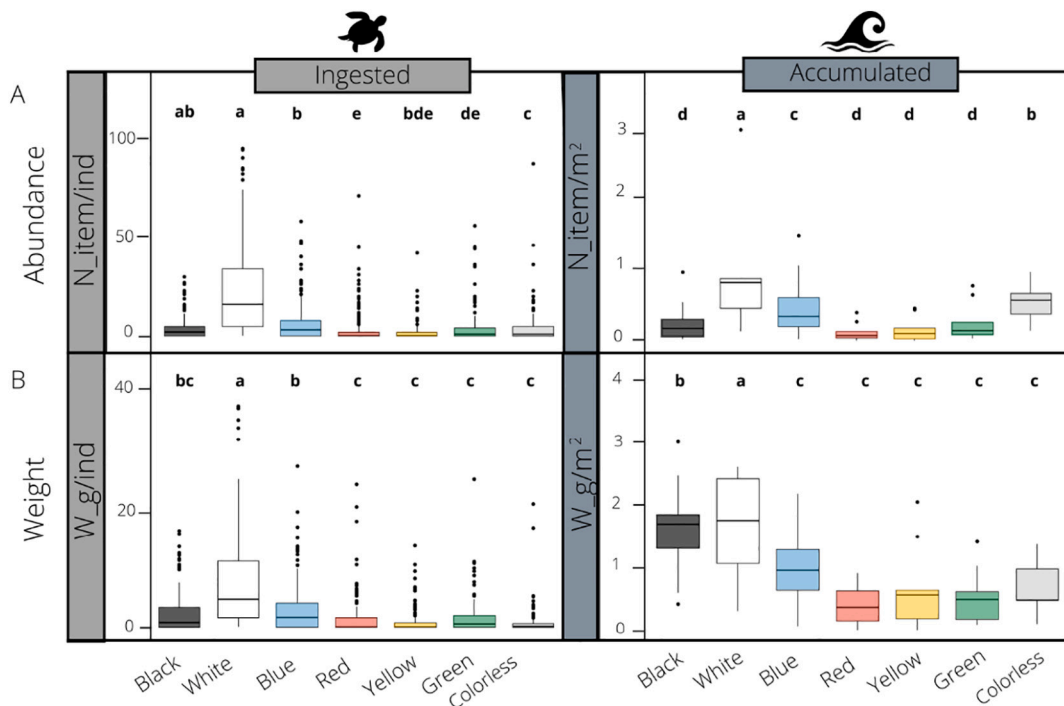 Ingested
Accumulated
A
Abundance
N_item/ind
100
50
0
ab a b e bde de c
N_item/m²
3
2
1
0
d a c d d d b
B
Weight
W_g/ind
40
20
0
bc a b c c c c
W_g/m²
4
3
2
1
0
b a c c c c c
Black White Blue Red Yellow Green Colorless
Black White Blue Red Yellow Green Colorless